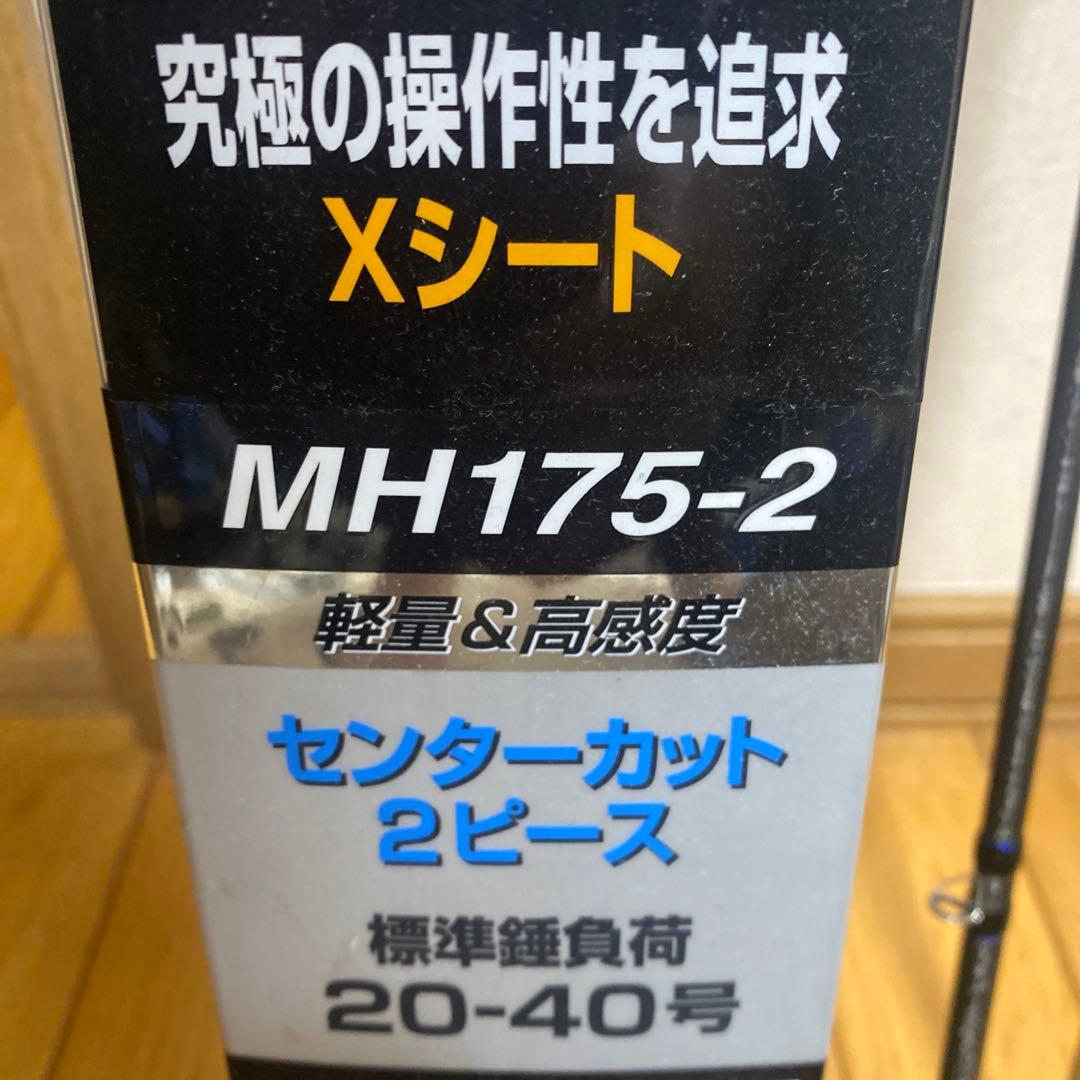 究極の操作性を追求
Xシート
MH175-2
軽量&高感度
センターカット
2ピース
標準錘負荷
20-40号